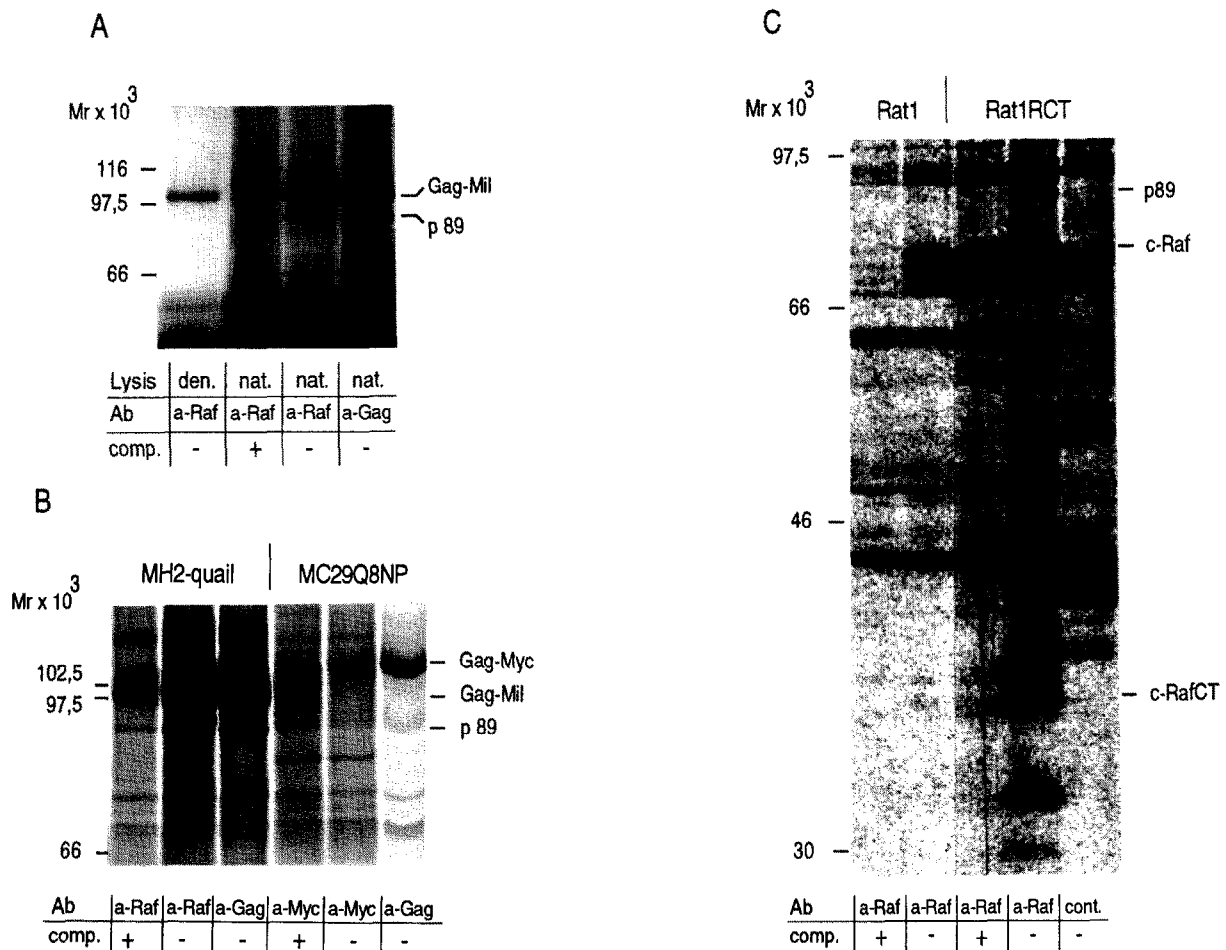 A
Mr x 10³
116
97,5
66
Gag-Mil
p 89
Lysis den. nat. nat. nat.
Ab a-Raf a-Raf a-Raf a-Gag
comp. - + - -
B
MH2-quail MC29Q8NP
Mr x 10³
102,5
97,5
66
Gag-Myc
Gag-Mil
p 89
Ab a-Raf a-Raf a-Gag a-Myc a-Myc a-Gag
comp. + - - + - -
C
Mr x 10³
Rat1 Rat1RCT
97,5
66
46
30
p89
c-Raf
c-RafCT
Ab a-Raf a-Raf a-Raf a-Raf cont.
comp. + - + - -